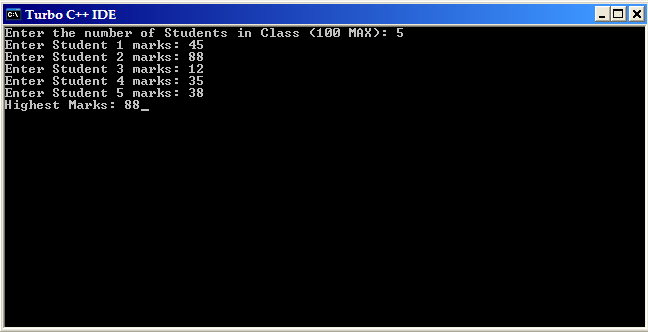 Turbo C++ IDE
Enter the number of Students in Class (100 MAX): 5
Enter Student 1 marks: 45
Enter Student 2 marks: 88
Enter Student 3 marks: 12
Enter Student 4 marks: 35
Enter Student 5 marks: 38
Highest Marks: 88_